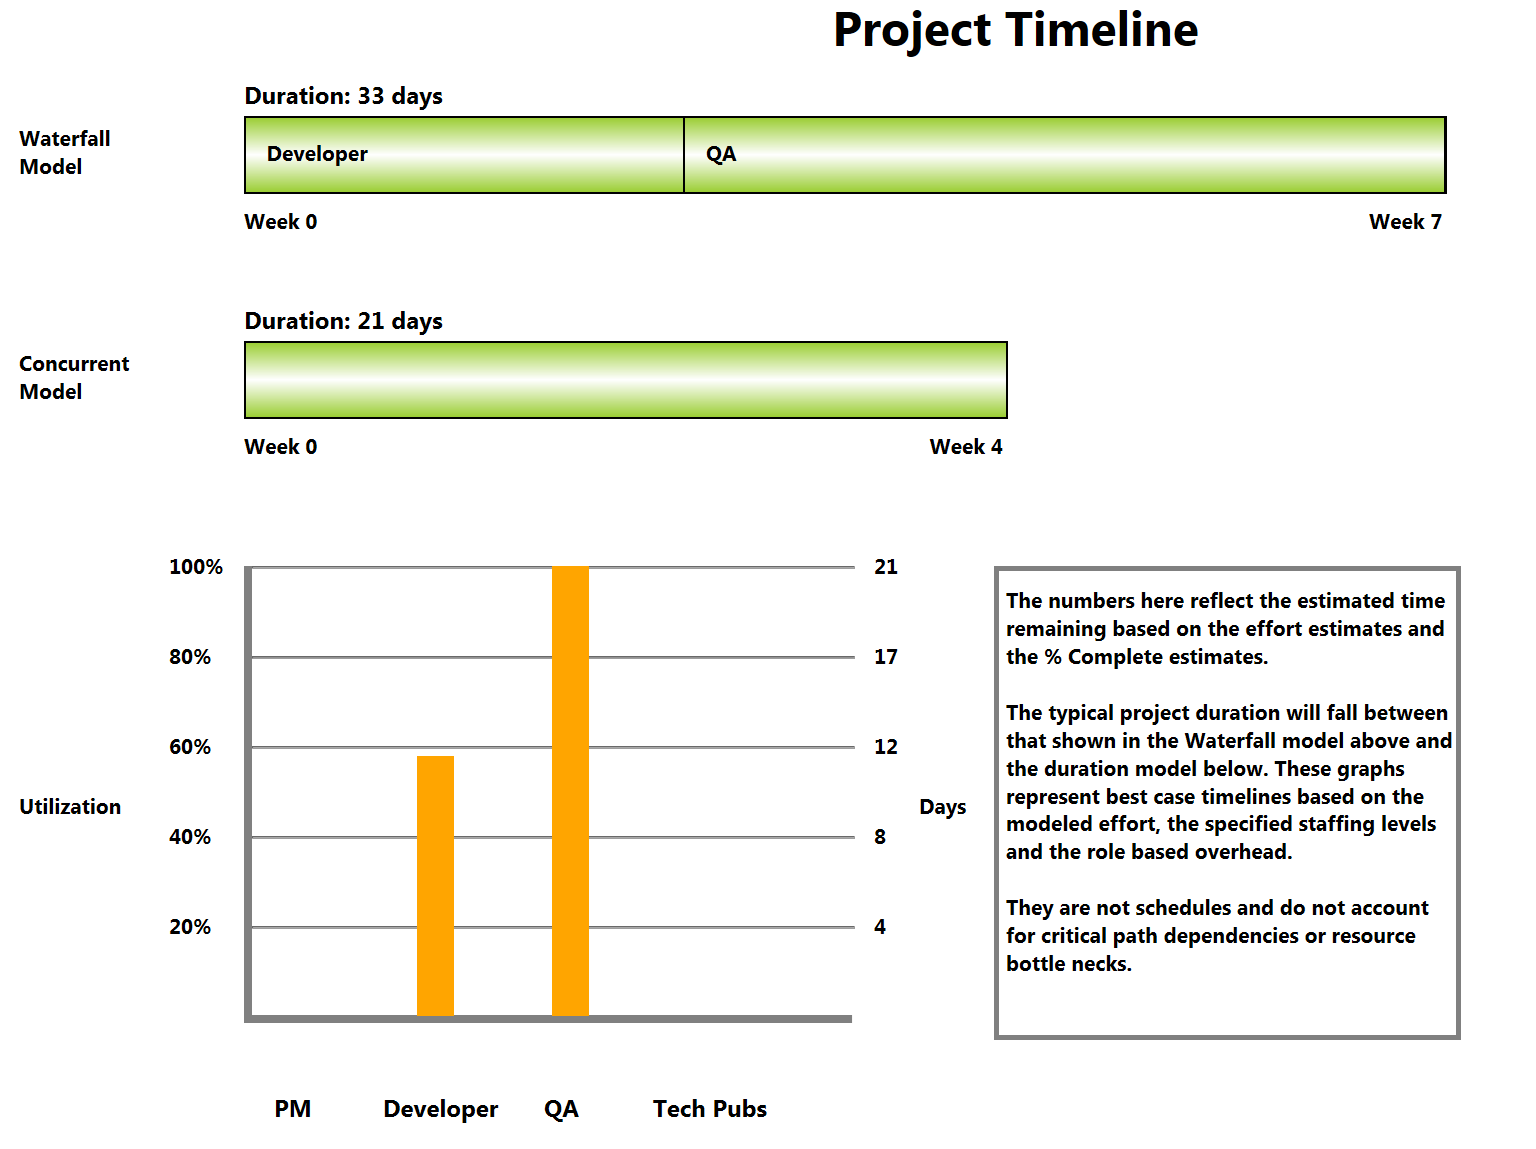 Project Timeline
Duration: 33 days
Waterfall
Model
Developer
QA
Week 0
Week 7
Duration: 21 days
Concurrent
Model
Week 0
Week 4
100%
80%
60%
40%
20%
Utilization
21
17
12
8
4
Days
PM
Developer
QA
Tech Pubs
The numbers here reflect the estimated time
remaining based on the effort estimates and
the % Complete estimates.
The typical project duration will fall between
that shown in the Waterfall model above and
the duration model below. These graphs
represent best case timelines based on the
modeled effort, the specified staffing levels
and the role based overhead.
They are not schedules and do not account
for critical path dependencies or resource
bottle necks.